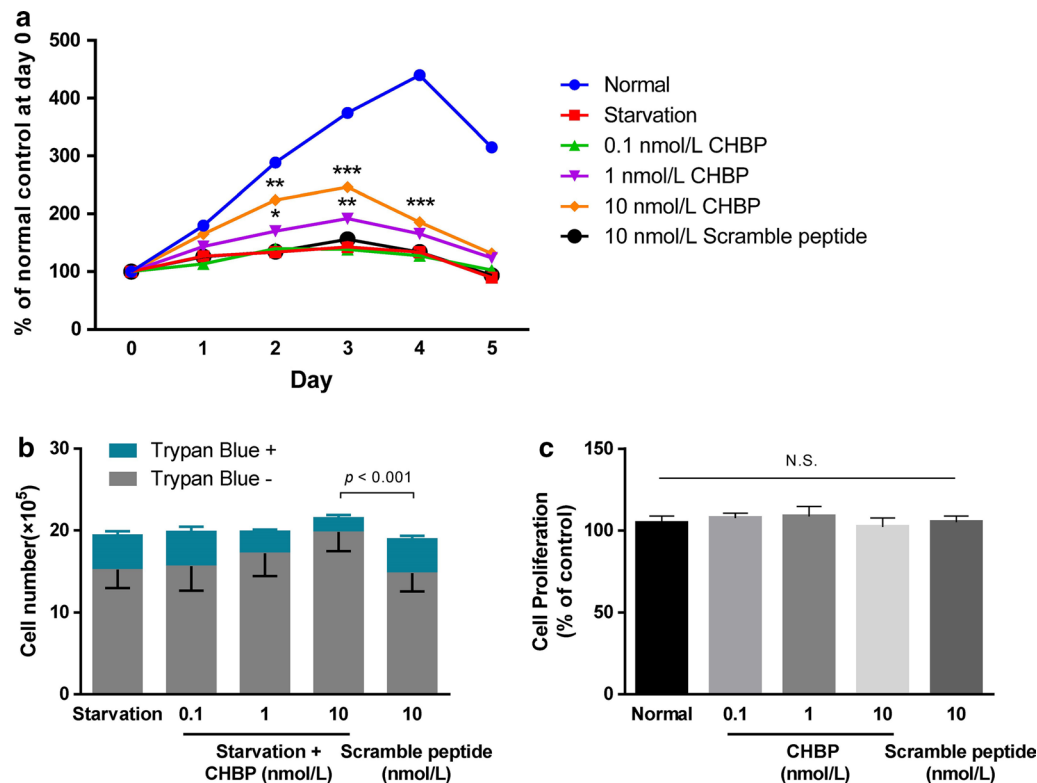 a
% of normal control at day 0
500
400
300
200
100
0
** *** 
* ** ***
0 1 2 3 4 5
Day
Normal
Starvation
0.1 nmol/L CHBP
1 nmol/L CHBP
10 nmol/L CHBP
10 nmol/L Scramble peptide
b
Trypan Blue +
Trypan Blue -
p < 0.001
Cell number(×10⁵)
30
20
10
0
Starvation 0.1 1 10 10
Starvation + Scramble peptide
CHBP (nmol/L) (nmol/L)
c
N.S.
Cell Proliferation
(% of control)
150
100
50
0
Normal 0.1 1 10 10
CHBP Scramble peptide
(nmol/L) (nmol/L)